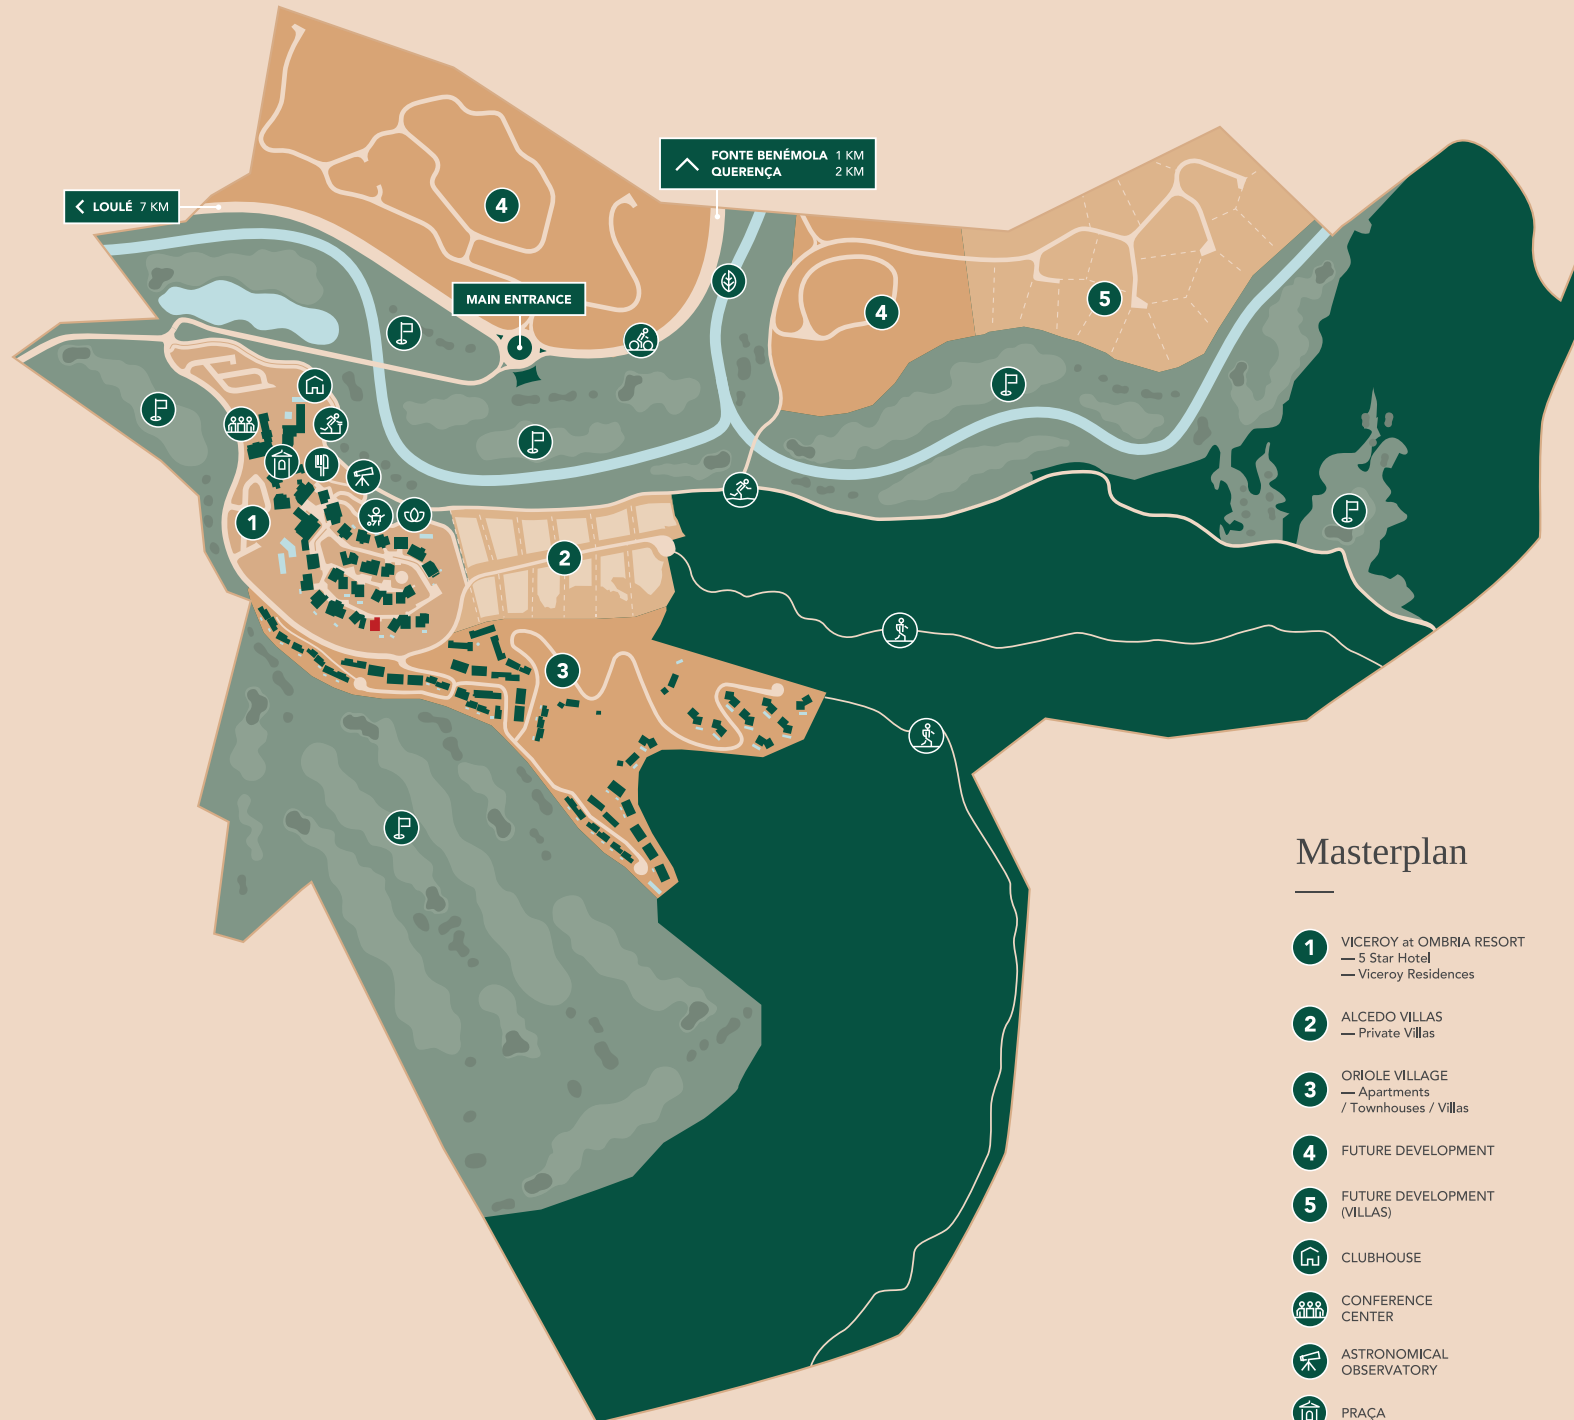 FONTE BENÉMOLA 1 KM
QUERENÇA 2 KM
LOULÉ 7 KM
4
MAIN ENTRANCE
4
5
1
2
3
Masterplan
1 VICEROY at OMBRIA RESORT
— 5 Star Hotel
— Viceroy Residences
2 ALCEDO VILLAS
— Private Villas
3 ORIOLE VILLAGE
— Apartments
/ Townhouses / Villas
4 FUTURE DEVELOPMENT
5 FUTURE DEVELOPMENT
(VILLAS)
CLUBHOUSE
CONFERENCE
CENTER
ASTRONOMICAL
OBSERVATORY
PRAÇA